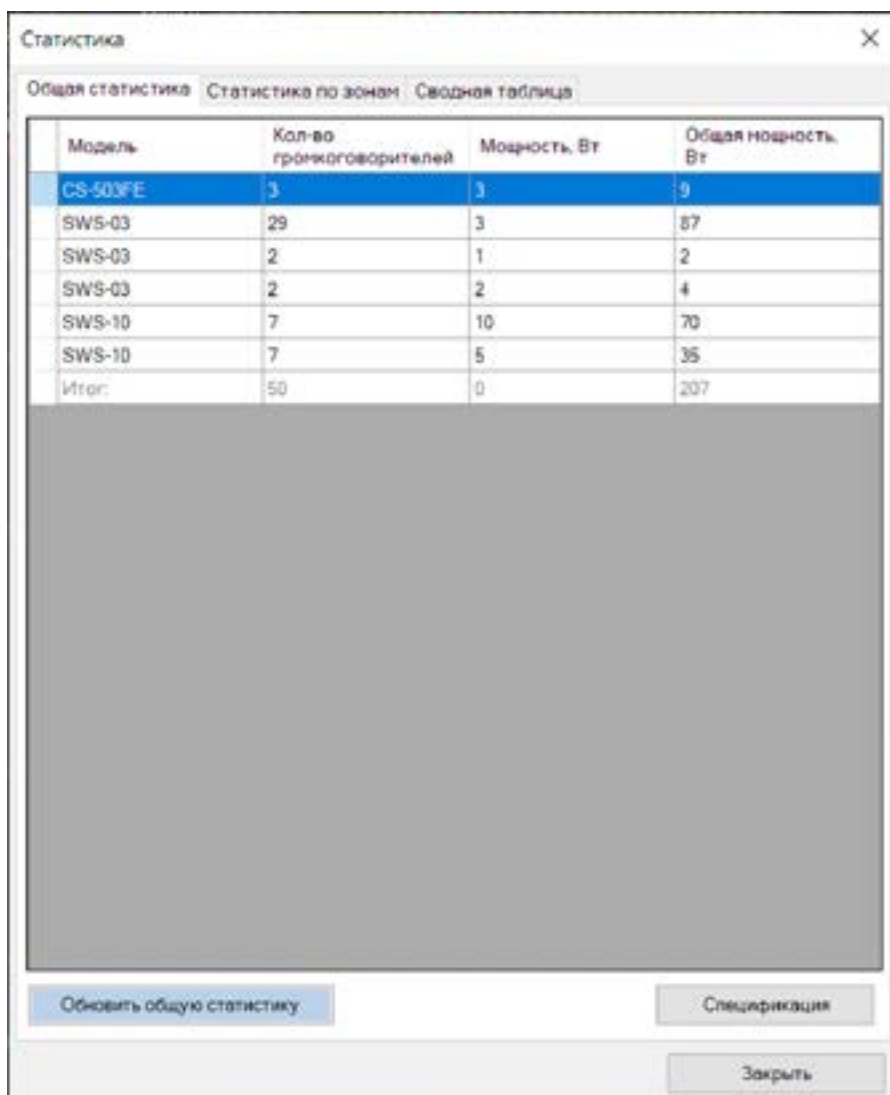 Статистика
Общая статистика Статистика по зонам Сводная таблица
Модель Кол-во громкоговорителей Мощность, Вт Общая мощность, Вт
CS-503FE 3 3 9
SWS-03 29 3 87
SWS-03 2 1 2
SWS-03 2 2 4
SWS-10 7 10 70
SWS-10 7 5 35
Итог: 50 0 207
Обновить общую статистику Спецификация
Закрыть